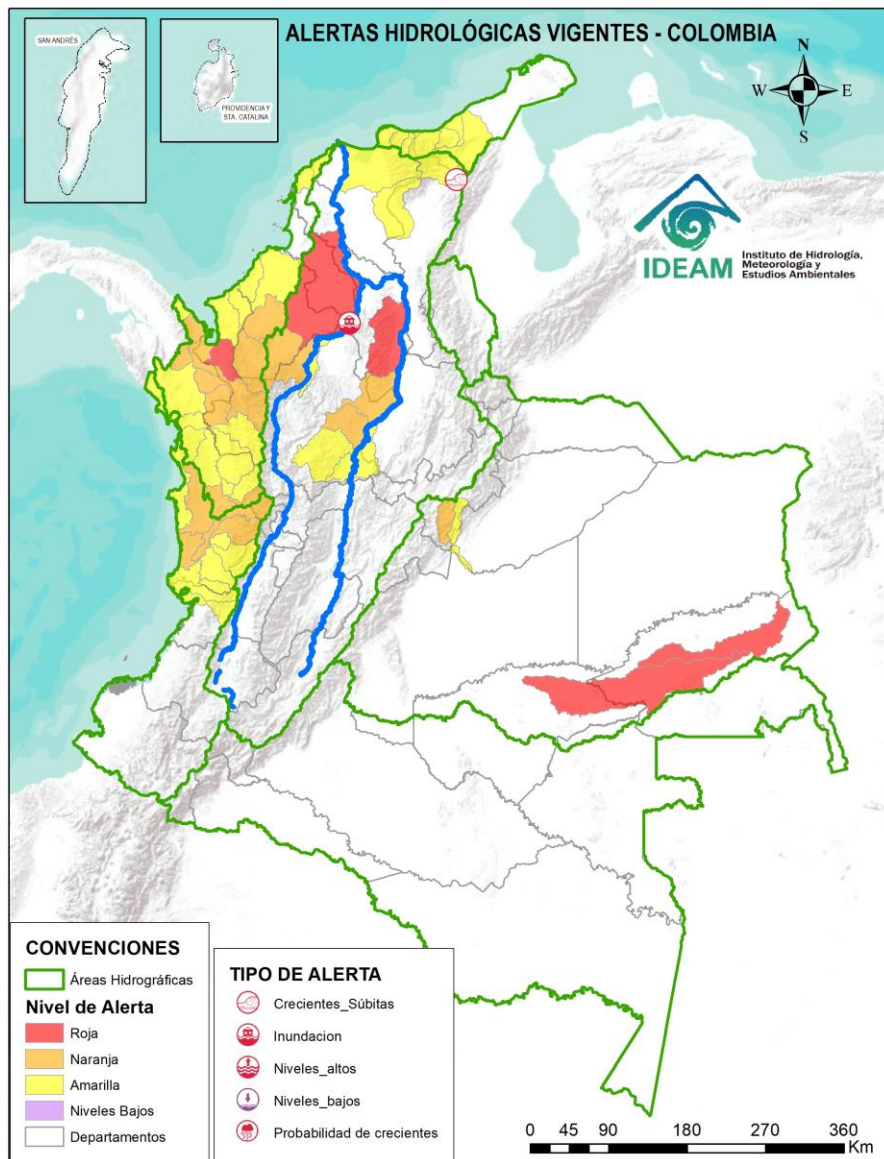 ALERTAS HIDROLÓGICAS VIGENTES - COLOMBIA
SAN ANDRÉS
PROVIDENCIA Y
STA. CATALINA
N
W
E
S
IDEAM
Instituto de Hidrología,
Meteorología y
Estudios Ambientales
CONVENCIONES
Áreas Hidrográficas
Nivel de Alerta
Roja
Naranja
Amarilla
Niveles Bajos
Departamentos
TIPO DE ALERTA
Crecientes_Súbitas
Inundacion
Niveles_altos
Niveles_bajos
Probabilidad de crecientes
0 45 90 180 270 360
Km